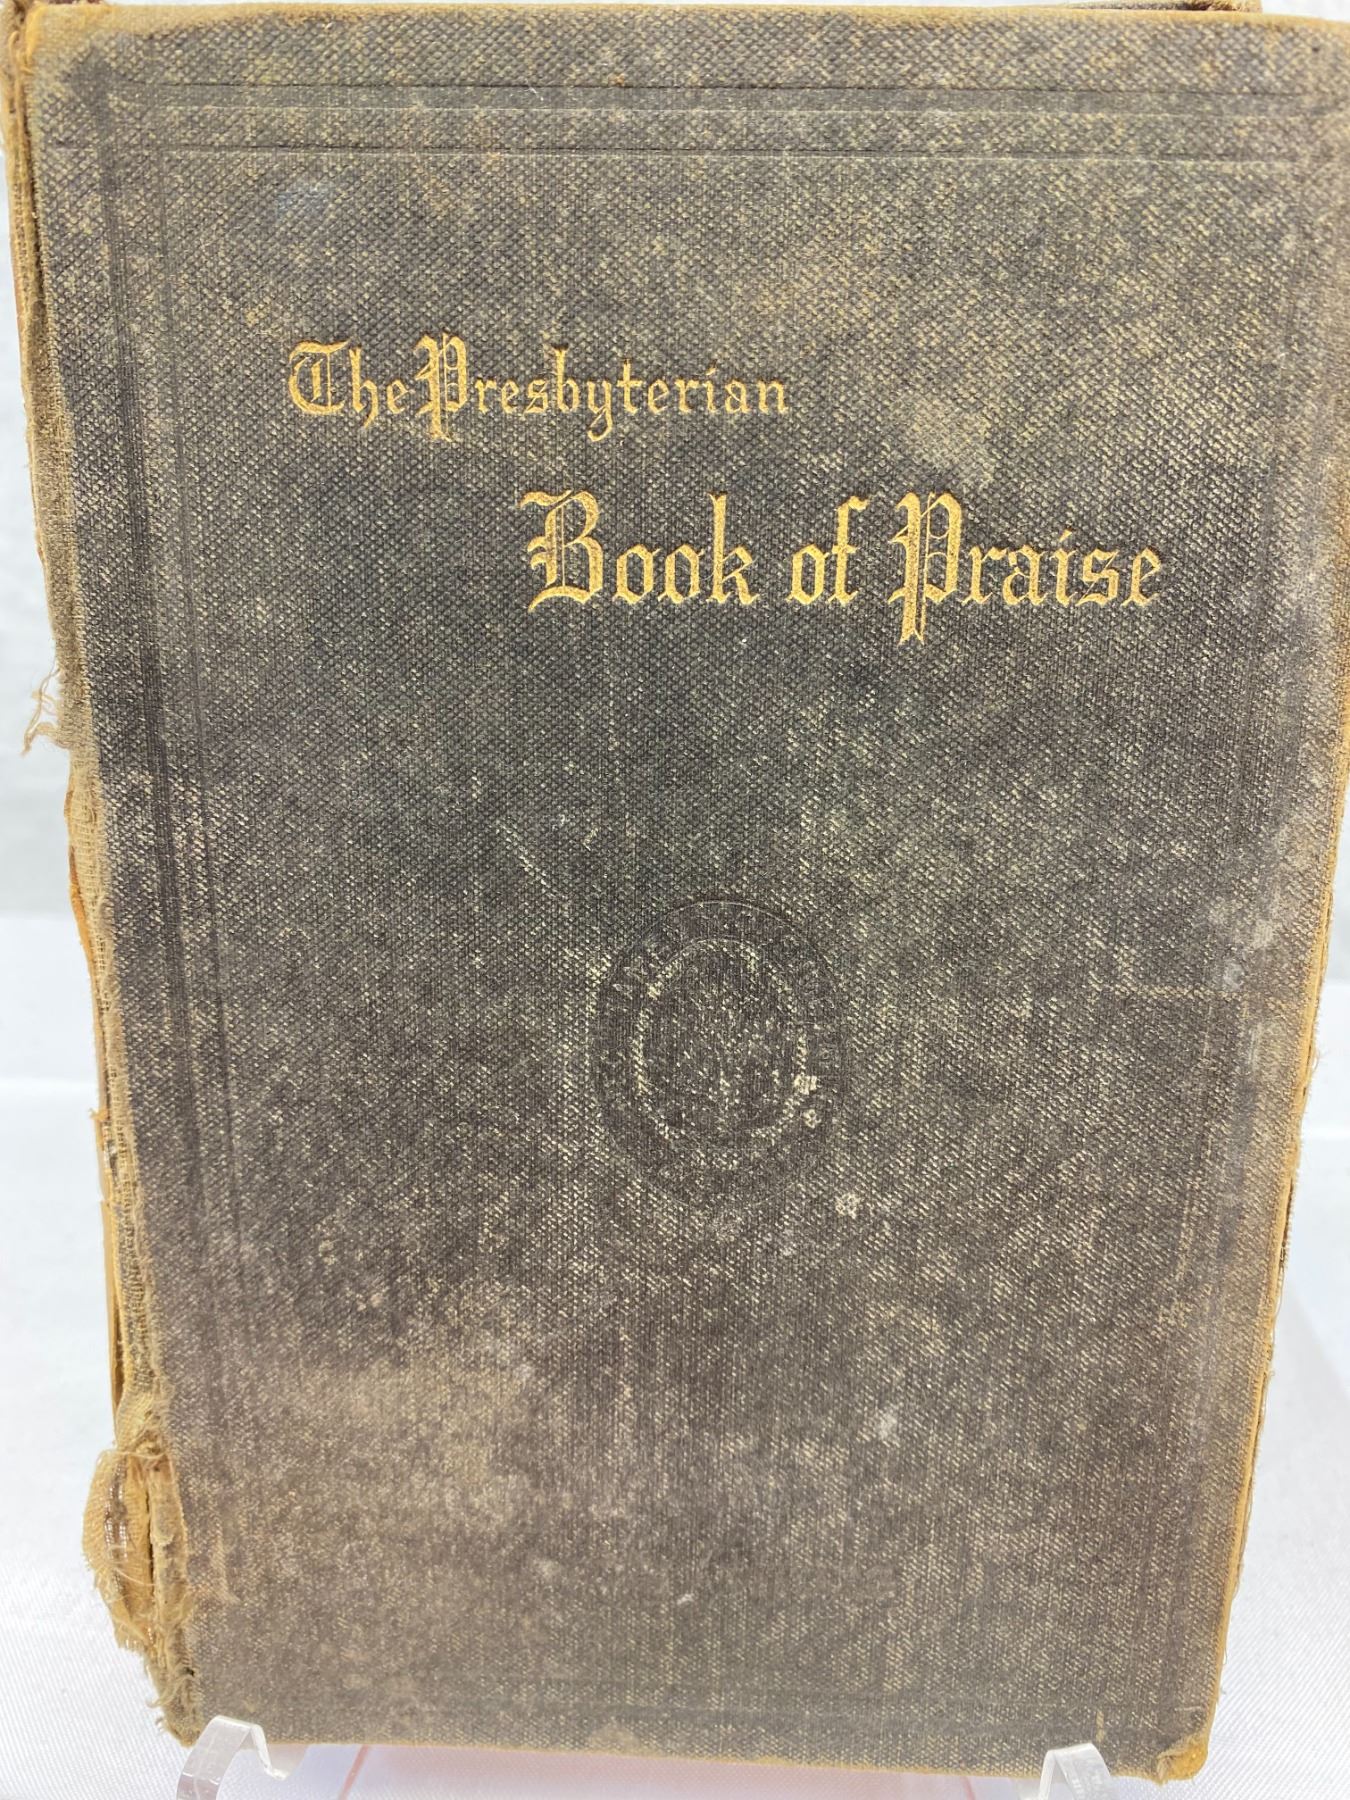 The Presbyterian
Book of Praise